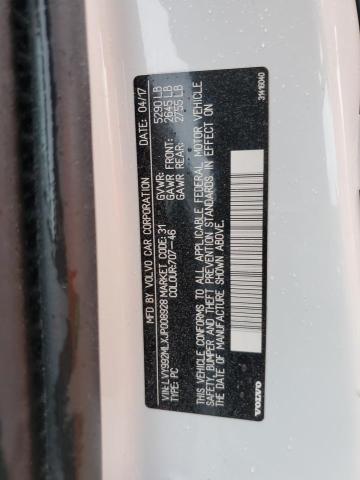 MFD BY VOLVO CAR CORPORATION DATE: 04/17
GVWR: 5290 LB
GAWR FRONT: 2645 LB
GAWR REAR: 2755 LB
VIN: LVY992MLXJP008928 MARKET CODE: 31
TYPE: PC COLOUR:707-46
THIS VEHICLE CONFORMS TO ALL APPLICABLE FEDERAL MOTOR VEHICLE
SAFETY, BUMPER AND THEFT PREVENTION STANDARDS IN EFFECT ON
THE DATE OF MANUFACTURE SHOWN ABOVE.
VOLVO 31416040